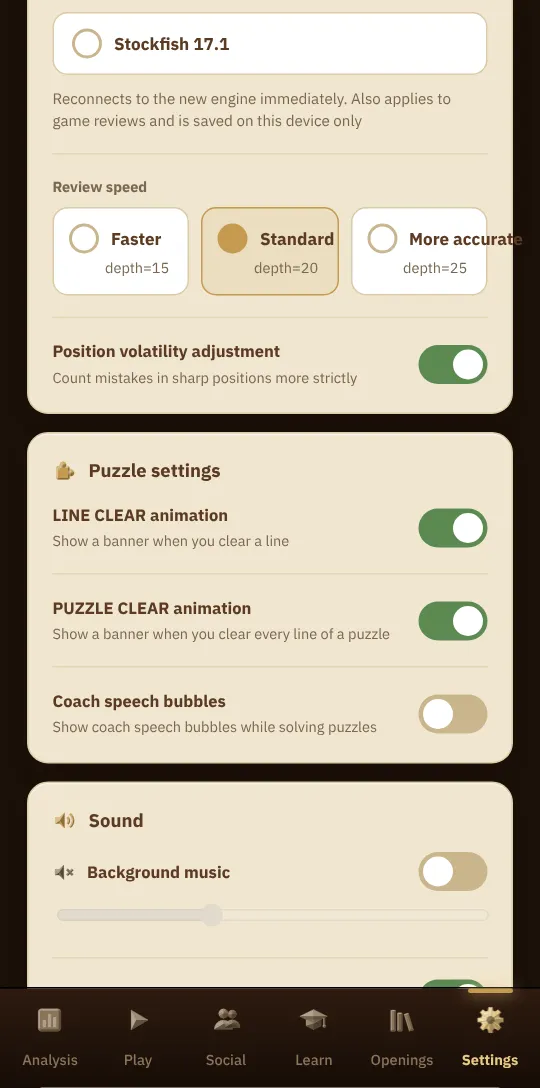 Stockfish 17.1
Reconnects to the new engine immediately. Also applies to
game reviews and is saved on this device only
Review speed
Faster
depth=15
Standard
depth=20
More accurate
depth=25
Position volatility adjustment
Count mistakes in sharp positions more strictly
Puzzle settings
LINE CLEAR animation
Show a banner when you clear a line
PUZZLE CLEAR animation
Show a banner when you clear every line of a puzzle
Coach speech bubbles
Show coach speech bubbles while solving puzzles
Sound
Background music
Analysis
Play
Social
Learn
Openings
Settings